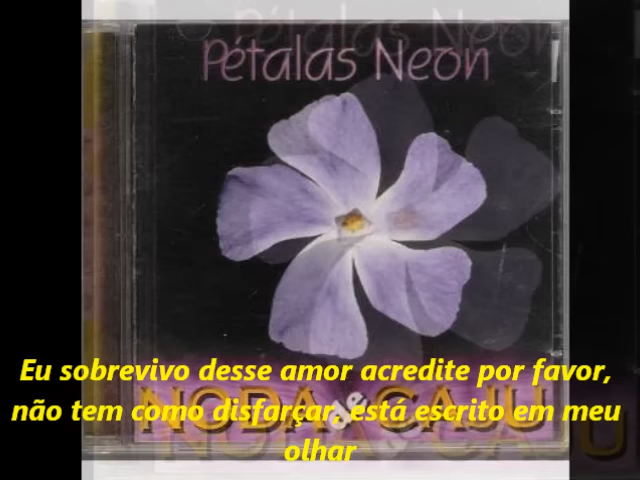 Pétalas Neon
Eu sobrevivo desse amor acredite por favor,
não tem como disfarçar, está escrito em meu
olhar
NODA de CAJU